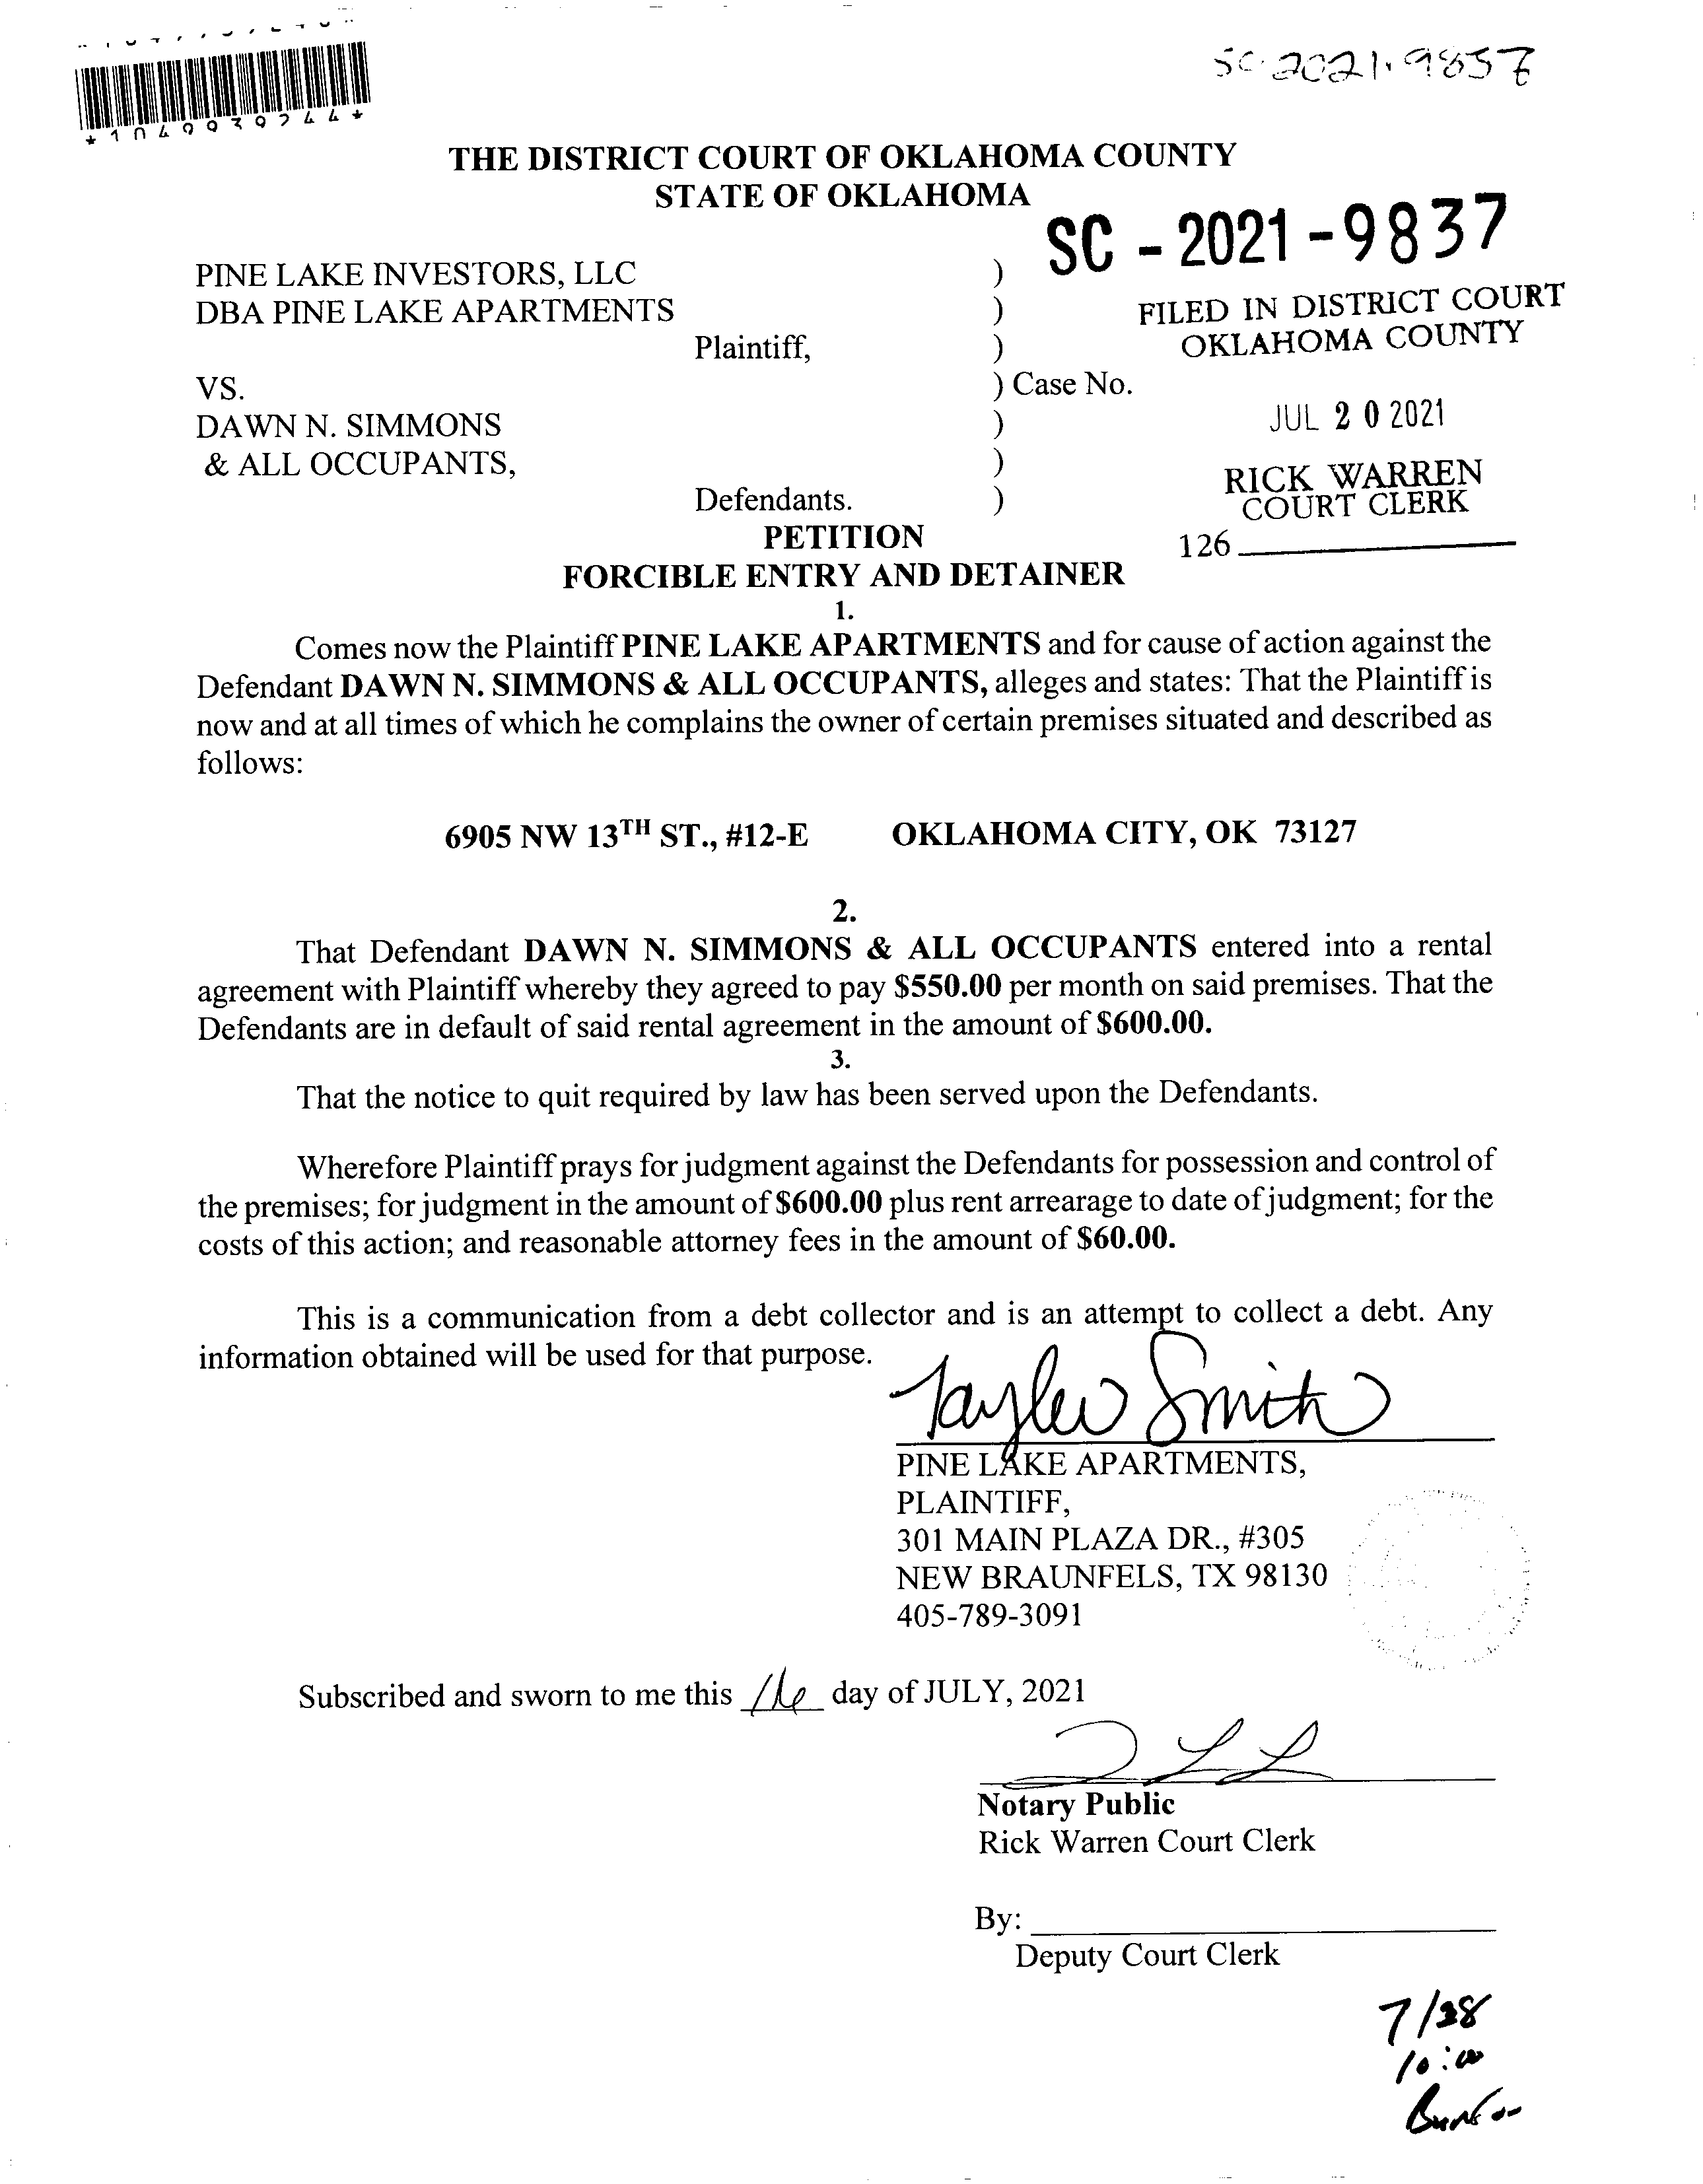 SC-2021-9857
*1049939744*
THE DISTRICT COURT OF OKLAHOMA COUNTY
STATE OF OKLAHOMA
SC - 2021 - 9837
PINE LAKE INVESTORS, LLC )
DBA PINE LAKE APARTMENTS )
FILED IN DISTRICT COURT
OKLAHOMA COUNTY
Plaintiff, )
VS. ) Case No.
DAWN N. SIMMONS )
JUL 20 2021
& ALL OCCUPANTS, )
RICK WARREN
COURT CLERK
Defendants. )
126
PETITION
FORCIBLE ENTRY AND DETAINER
1.
Comes now the Plaintiff PINE LAKE APARTMENTS and for cause of action against the
Defendant DAWN N. SIMMONS & ALL OCCUPANTS, alleges and states: That the Plaintiff is
now and at all times of which he complains the owner of certain premises situated and described as
follows:
6905 NW 13TH ST., #12-E OKLAHOMA CITY, OK 73127
2.
That Defendant DAWN N. SIMMONS & ALL OCCUPANTS entered into a rental
agreement with Plaintiff whereby they agreed to pay $550.00 per month on said premises. That the
Defendants are in default of said rental agreement in the amount of $600.00.
3.
That the notice to quit required by law has been served upon the Defendants.
Wherefore Plaintiff prays for judgment against the Defendants for possession and control of
the premises; for judgment in the amount of $600.00 plus rent arrearage to date of judgment; for the
costs of this action; and reasonable attorney fees in the amount of $60.00.
This is a communication from a debt collector and is an attempt to collect a debt. Any
information obtained will be used for that purpose.
Tayler Smith
PINE LAKE APARTMENTS,
PLAINTIFF,
301 MAIN PLAZA DR., #305
NEW BRAUNFELS, TX 98130
405-789-3091
Subscribed and sworn to me this 16 day of JULY, 2021
Notary Public
Rick Warren Court Clerk
By:
Deputy Court Clerk
7/28
10:00